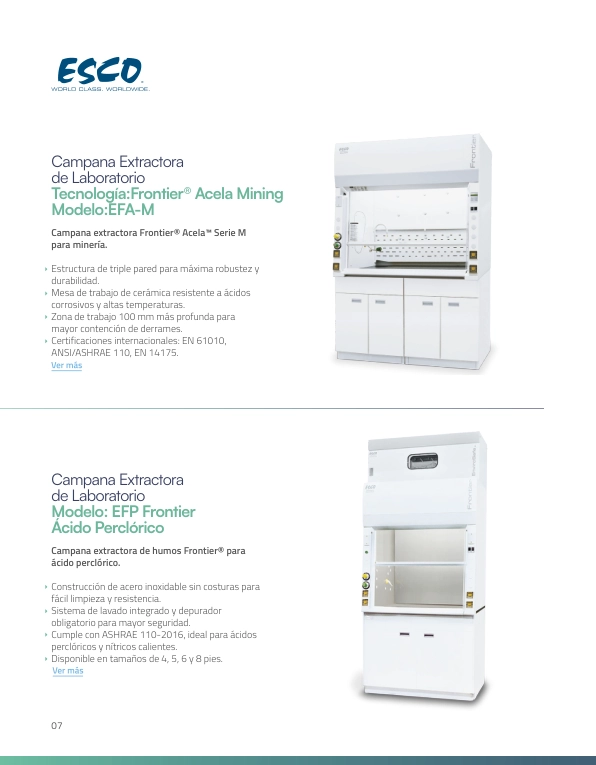 ESCO
WORLD CLASS. WORLDWIDE.
Campana Extractora
de Laboratorio
Tecnología:Frontier® Acela Mining
Modelo:EFA-M
Campana extractora Frontier® Acela™ Serie M
para minería.
Estructura de triple pared para máxima robustez y
durabilidad.
Mesa de trabajo de cerámica resistente a ácidos
corrosivos y altas temperaturas.
Zona de trabajo 100 mm más profunda para
mayor contención de derrames.
Certificaciones internacionales: EN 61010,
ANSI/ASHRAE 110, EN 14175.
Ver más
Frontier
Campana Extractora
de Laboratorio
Modelo: EFP Frontier
Ácido Perclórico
Campana extractora de humos Frontier® para
ácido perclórico.
Construcción de acero inoxidable sin costuras para
fácil limpieza y resistencia.
Sistema de lavado integrado y depurador
obligatorio para mayor seguridad.
Cumple con ASHRAE 110-2016, ideal para ácidos
perclóricos y nítricos calientes.
Disponible en tamaños de 4, 5, 6 y 8 pies.
Ver más
07